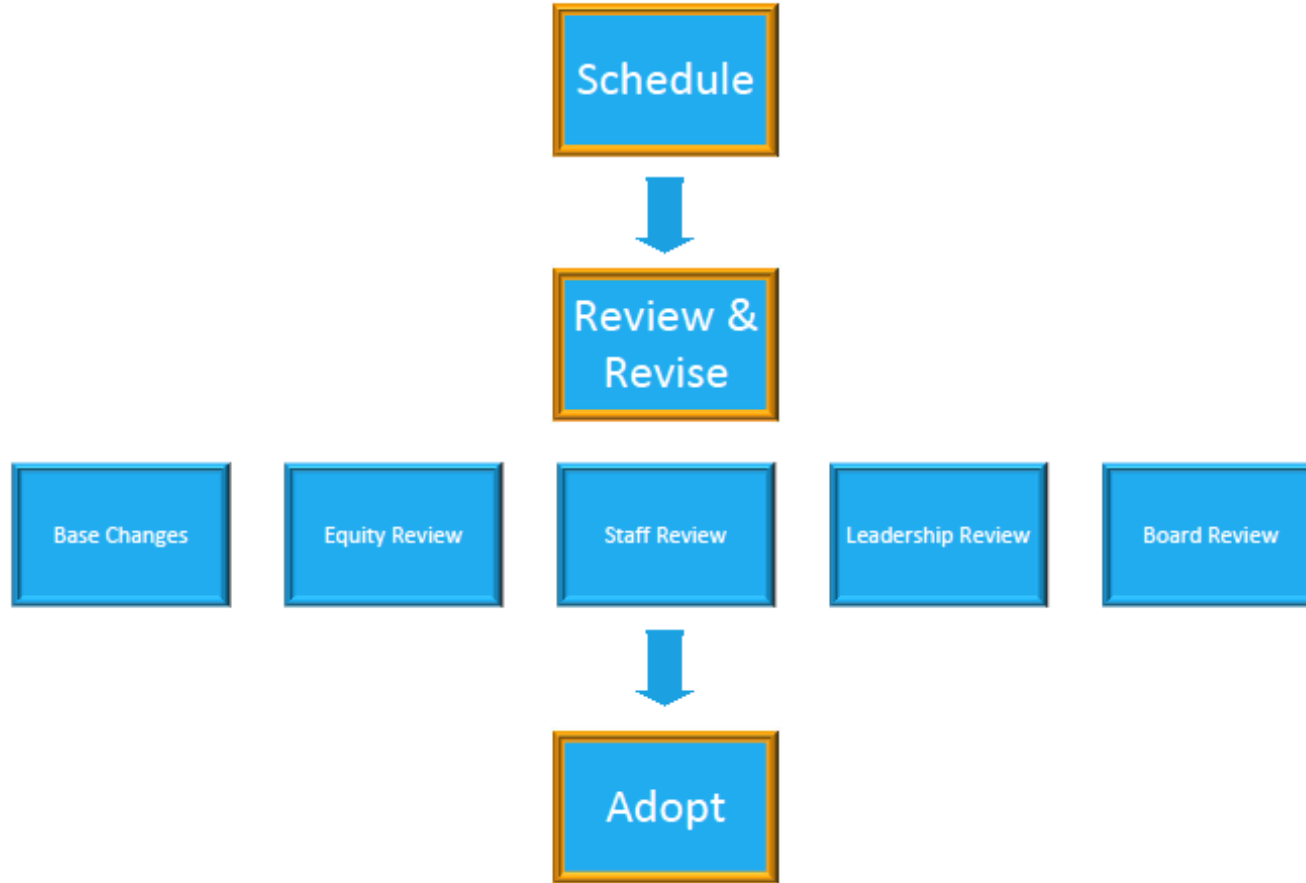 Schedule
Review &
Revise
Base Changes
Equity Review
Staff Review
Leadership Review
Board Review
Adopt